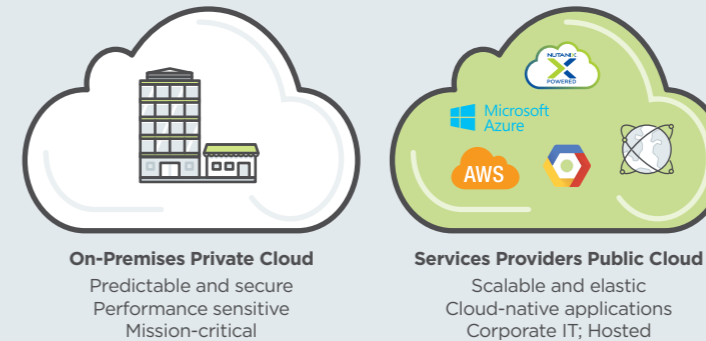 NUTANIX
POWERED
Microsoft
Azure
AWS
On-Premises Private Cloud
Predictable and secure
Performance sensitive
Mission-critical
Services Providers Public Cloud
Scalable and elastic
Cloud-native applications
Corporate IT; Hosted